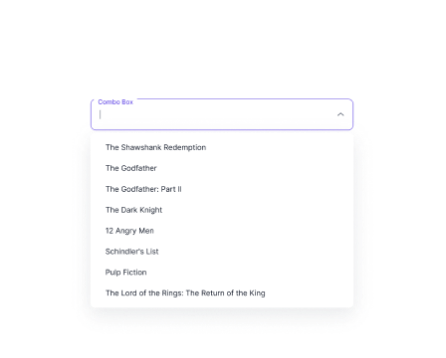 Combo Box
The Shawshank Redemption
The Godfather
The Godfather: Part II
The Dark Knight
12 Angry Men
Schindler's List
Pulp Fiction
The Lord of the Rings: The Return of the King